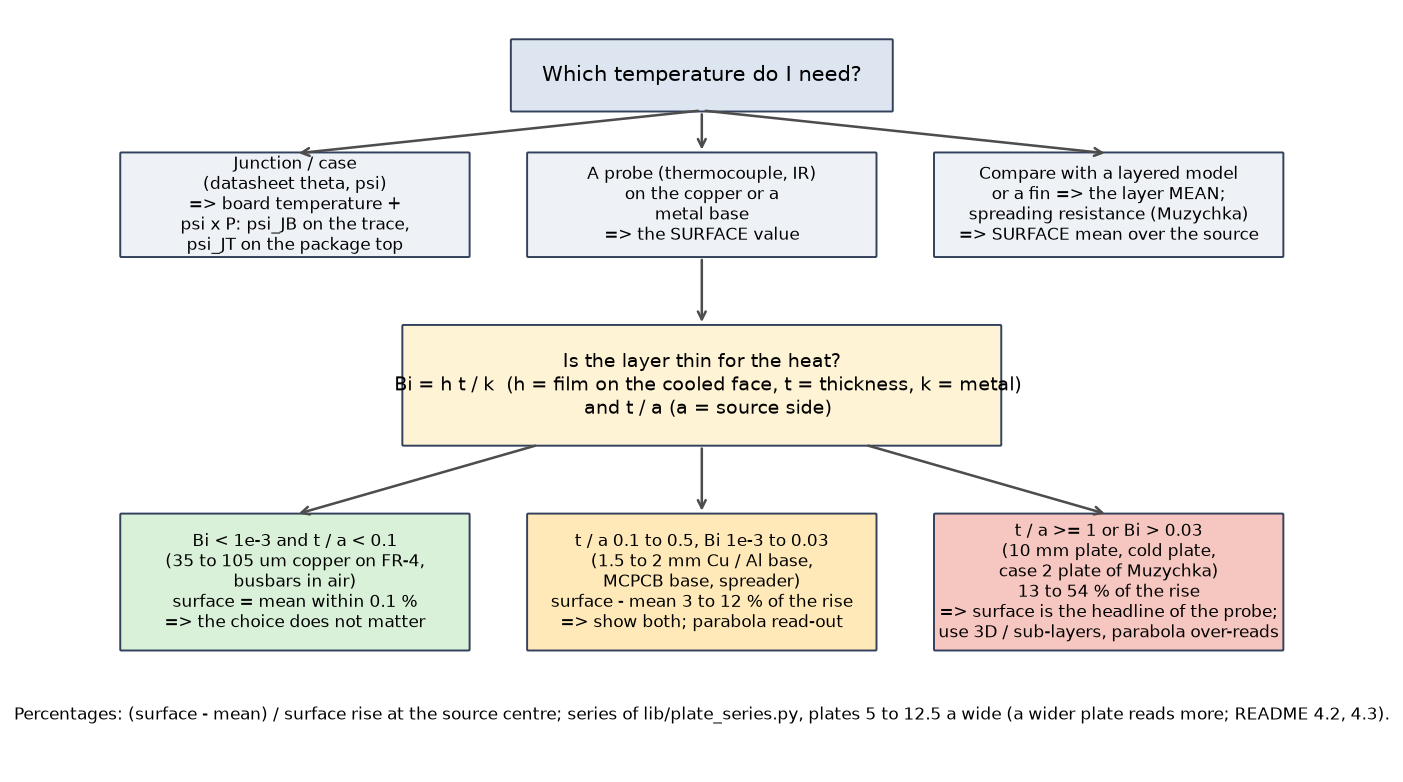 Which temperature do I need?
Junction / case
(datasheet theta, psi)
=> board temperature +
psi x P: psi_JB on the trace,
psi_JT on the package top
A probe (thermocouple, IR)
on the copper or a
metal base
=> the SURFACE value
Compare with a layered model
or a fin => the layer MEAN;
spreading resistance (Muzychka)
=> SURFACE mean over the source
Is the layer thin for the heat?
Bi = h t / k  (h = film on the cooled face, t = thickness, k = metal)
and t / a (a = source side)
Bi < 1e-3 and t / a < 0.1
(35 to 105 um copper on FR-4,
busbars in air)
surface = mean within 0.1 %
=> the choice does not matter
t / a 0.1 to 0.5, Bi 1e-3 to 0.03
(1.5 to 2 mm Cu / Al base,
MCPCB base, spreader)
surface - mean 3 to 12 % of the rise
=> show both; parabola read-out
t / a >= 1 or Bi > 0.03
(10 mm plate, cold plate,
case 2 plate of Muzychka)
13 to 54 % of the rise
=> surface is the headline of the probe;
use 3D / sub-layers, parabola over-reads
Percentages: (surface - mean) / surface rise at the source centre; series of lib/plate_series.py, plates 5 to 12.5 a wide (a wider plate reads more; README 4.2, 4.3).